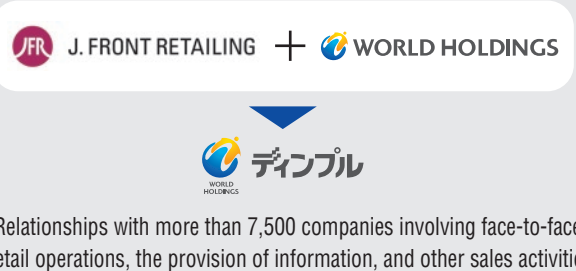 JFR J. FRONT RETAILING + WORLD HOLDINGS
WORLD
HOLDINGS
ディンプル
Relationships with more than 7,500 companies involving face-to-face
etail operations, the provision of information, and other sales activitie